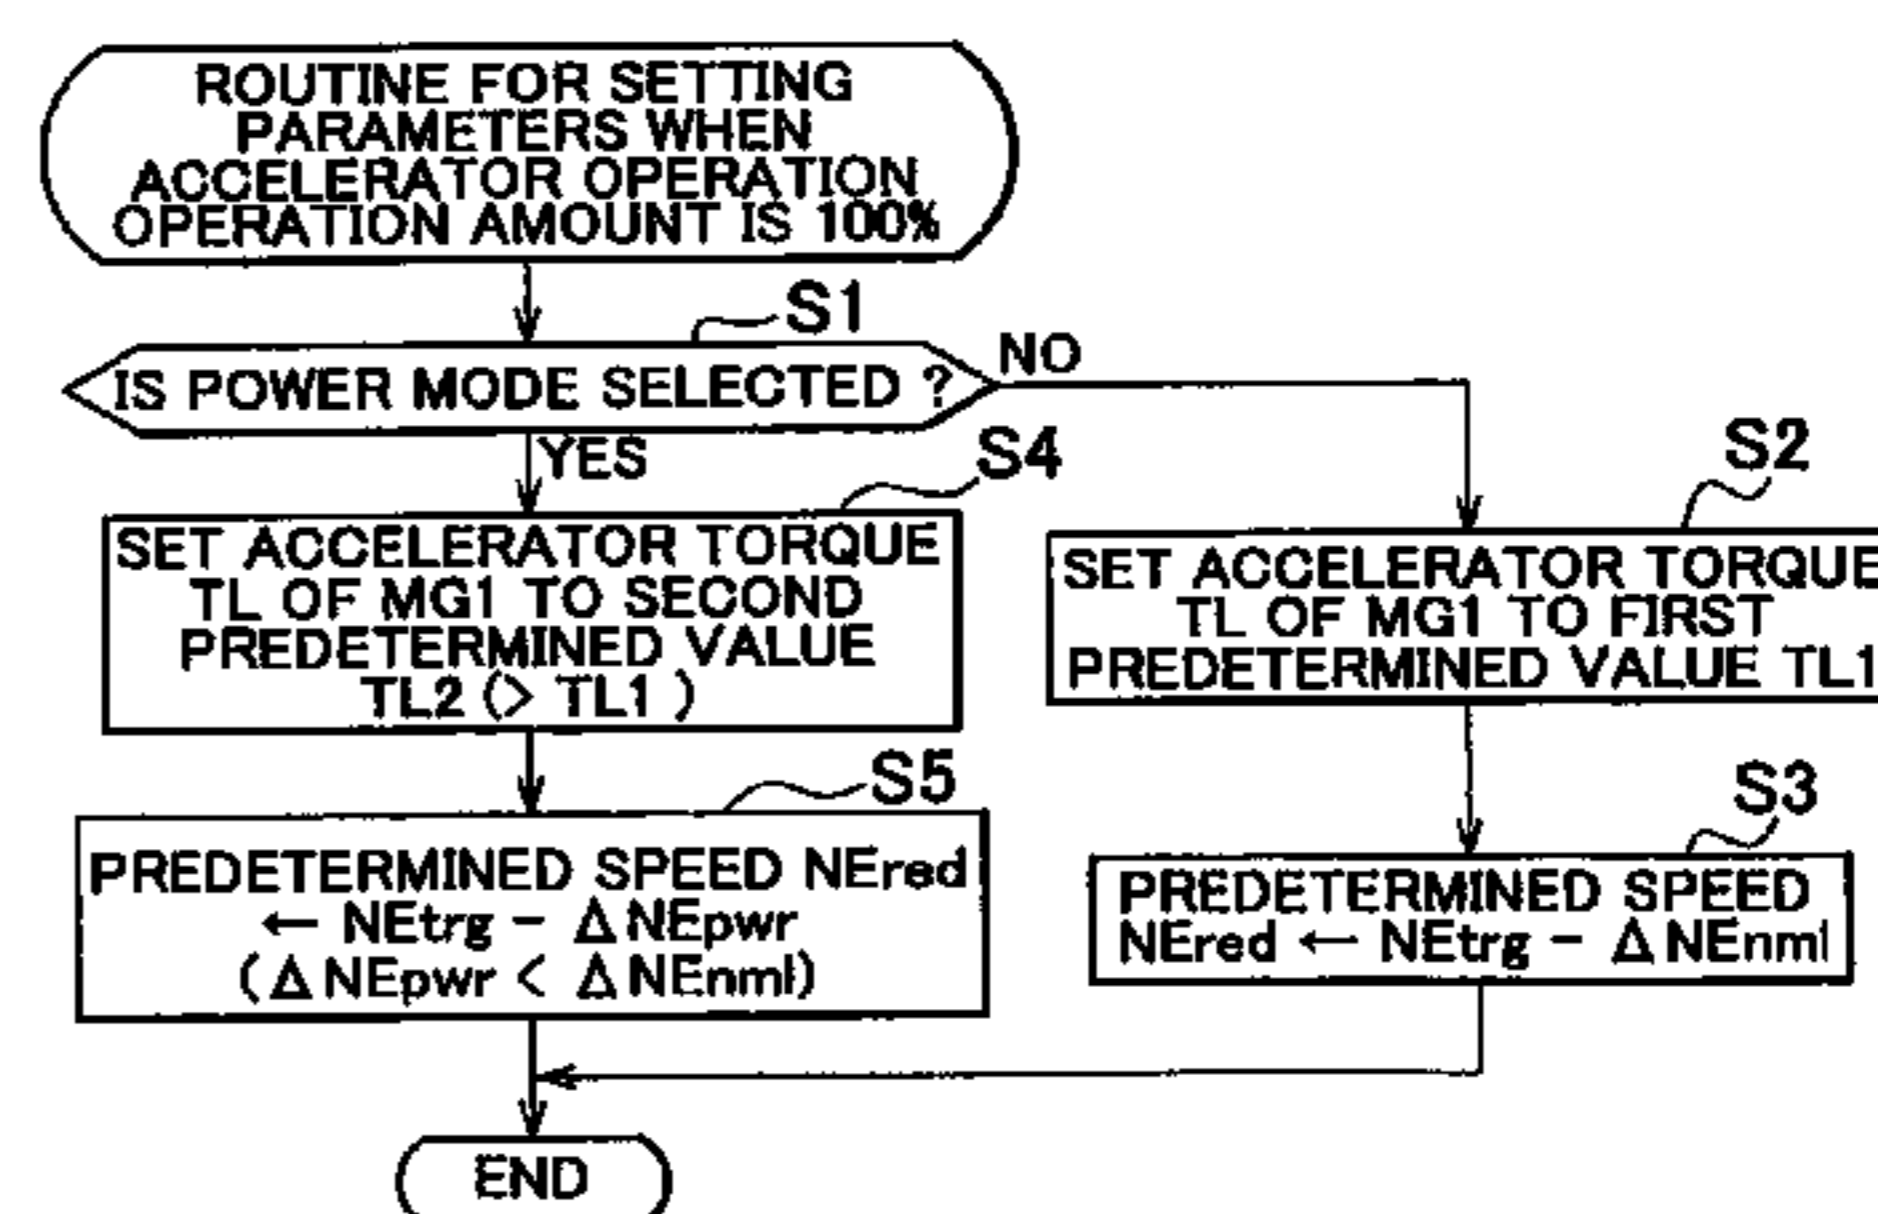 ROUTINE FOR SETTING
PARAMETERS WHEN
ACCELERATOR OPERATION
OPERATION AMOUNT IS 100%
S1
IS POWER MODE SELECTED ?
NO
YES
S4
SET ACCELERATOR TORQUE
TL OF MG1 TO SECOND
PREDETERMINED VALUE
TL2 (> TL1 )
S2
SET ACCELERATOR TORQUE
TL OF MG1 TO FIRST
PREDETERMINED VALUE TL1
S5
PREDETERMINED SPEED NEred
← NEtrg − ΔNEpwr
(ΔNEpwr < ΔNEnml)
S3
PREDETERMINED SPEED
NEred ← NEtrg − ΔNEnml
END